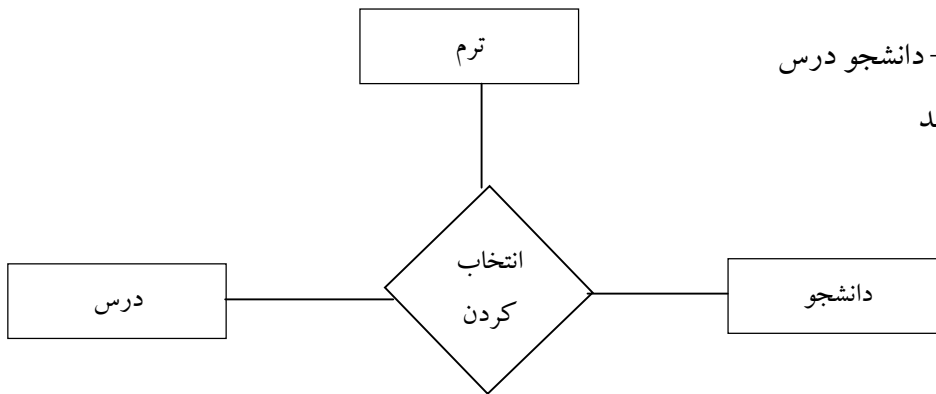 ترم
- دانشجو درس
انتخاب
کردن
دانشجو
درس